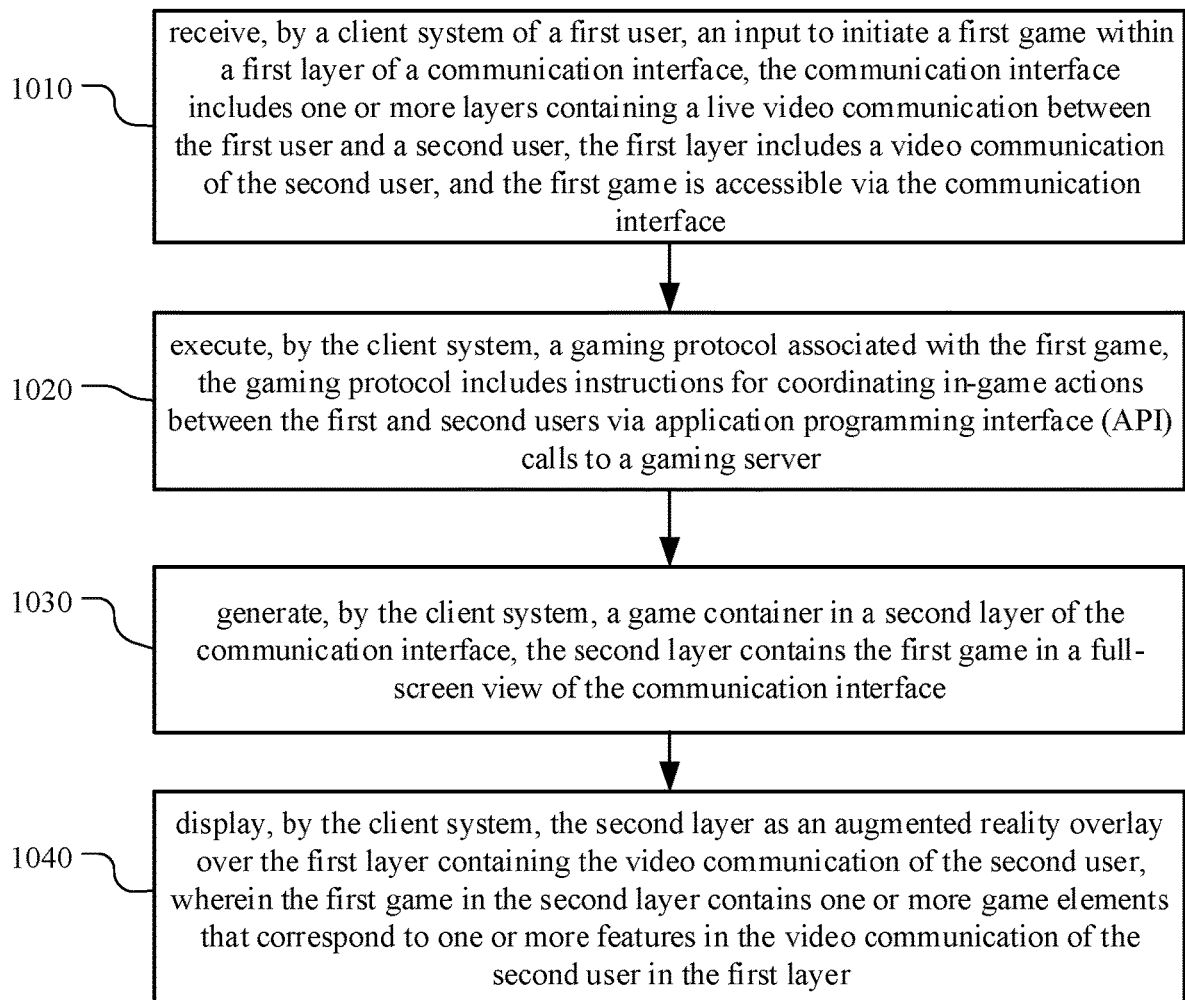 receive, by a client system of a first user, an input to initiate a first game within
a first layer of a communication interface, the communication interface
1010
includes one or more layers containing a live video communication between
the first user and a second user, the first layer includes a video communication
of the second user, and the first game is accessible via the communication
interface
execute, by the client system, a gaming protocol associated with the first game,
1020
the gaming protocol includes instructions for coordinating in-game actions
between the first and second users via application programming interface (API)
calls to a gaming server
1030
generate, by the client system, a game container in a second layer of the
communication interface, the second layer contains the first game in a full-
screen view of the communication interface
display, by the client system, the second layer as an augmented reality overlay
1040
over the first layer containing the video communication of the second user,
wherein the first game in the second layer contains one or more game elements
that correspond to one or more features in the video communication of the
second user in the first layer